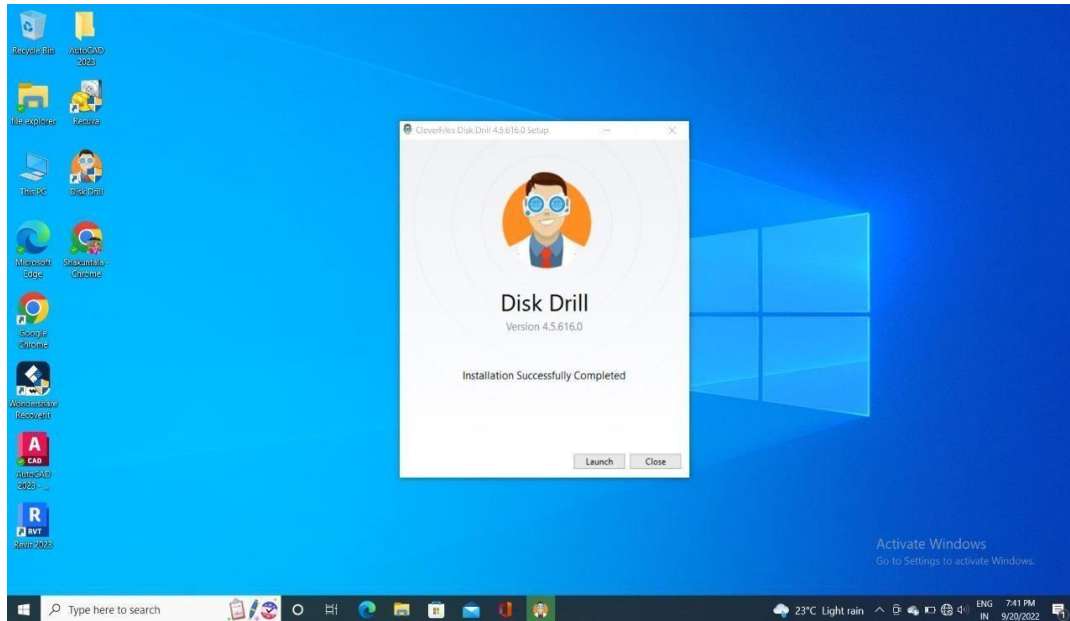 Recycle Bin
AutoCAD
2023
file explorer
Recuva
This PC
Disk Drill
Microsoft
Edge
Shakuntala -
Chrome
Google
Chrome
Wondershare
Recoverit
A
CAD
AutoCAD
2023 - ...
R
RVT
Revit 2023
CleverFiles Disk Drill 4.5.616.0 Setup
Disk Drill
Version 4.5.616.0
Installation Successfully Completed
Launch
Close
Activate Windows
Go to Settings to activate Windows.
Type here to search
23°C Light rain
ENG
IN
7:41 PM
9/20/2022
1